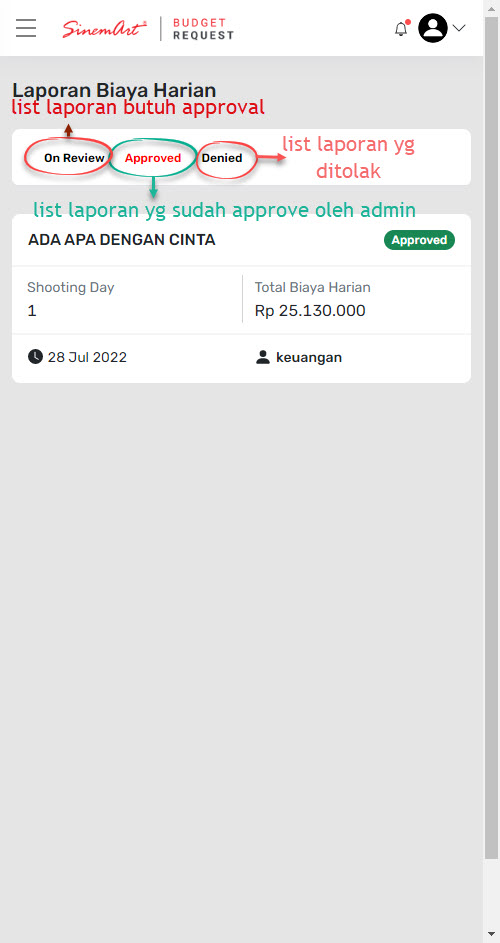 SinemArt
BUDGET
REQUEST
Laporan Biaya Harian
list laporan butuh approval
On Review
Approved
Denied
list laporan yg
ditolak
list laporan yg sudah approve oleh admin
ADA APA DENGAN CINTA
Approved
Shooting Day
Total Biaya Harian
1
Rp 25.130.000
28 Jul 2022
keuangan